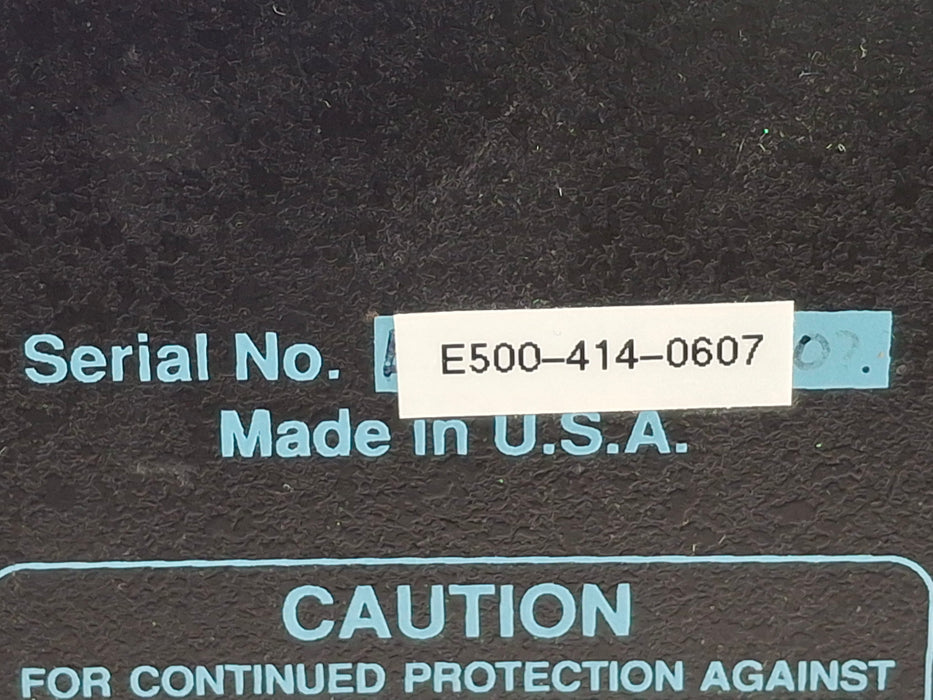 Serial No. E500-414-0607
Made in U.S.A.
CAUTION
FOR CONTINUED PROTECTION AGAINST